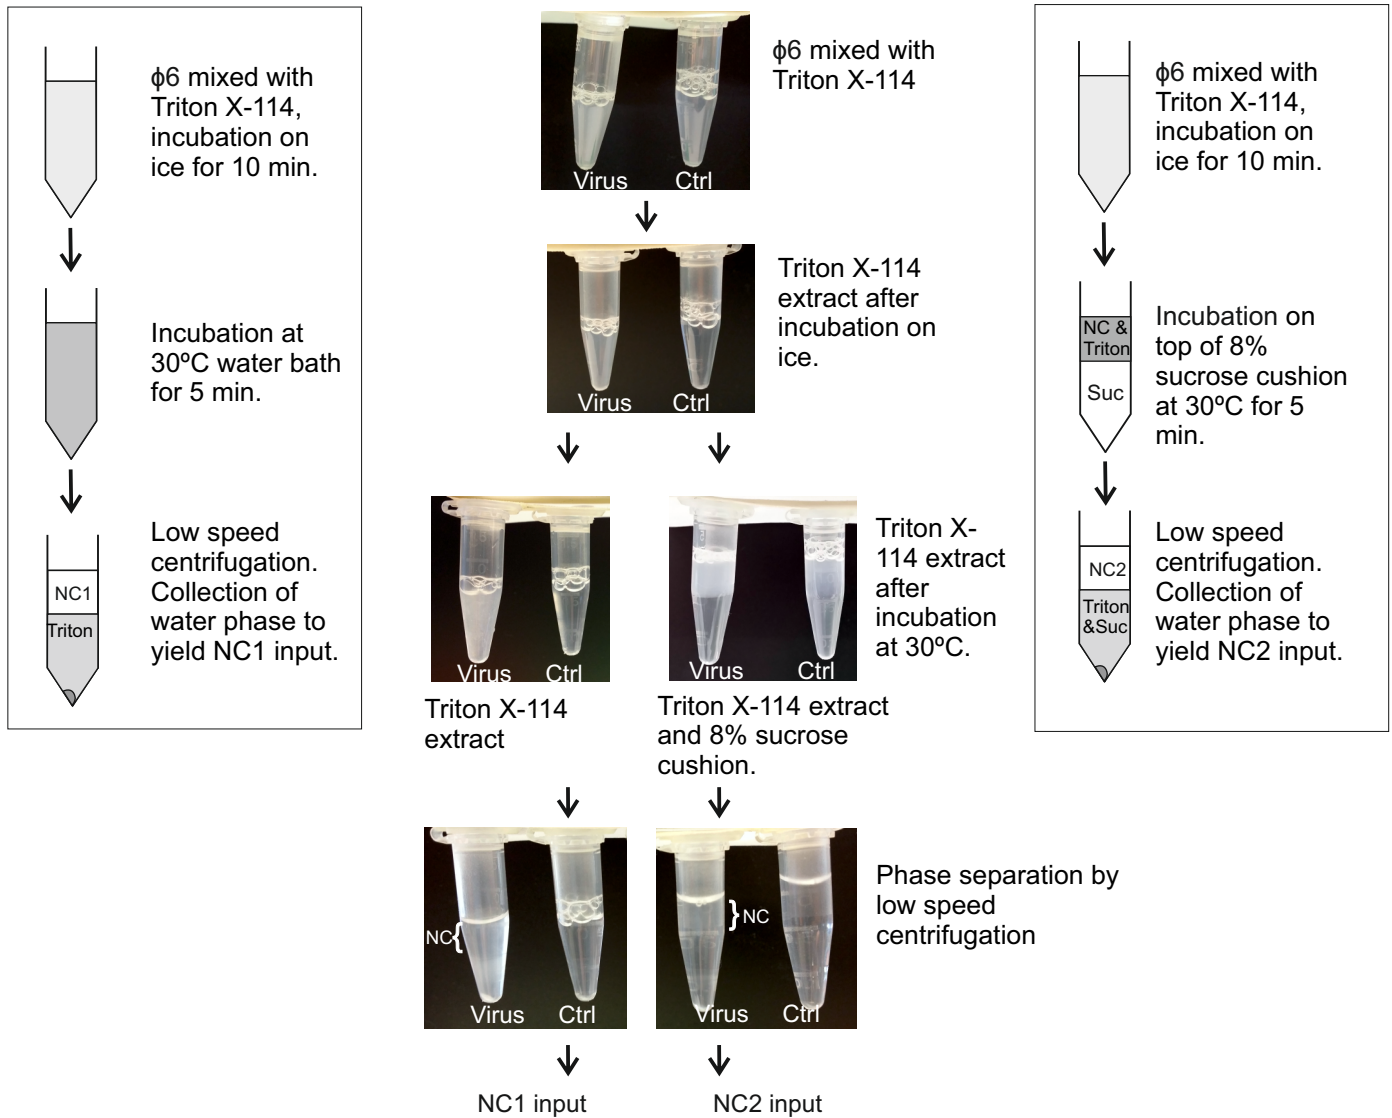 ϕ6 mixed with
Triton X-114,
incubation on
ice for 10 min.
Incubation at
30ºC water bath
for 5 min.
NC1
Triton
Low speed
centrifugation.
Collection of
water phase to
yield NC1 input.
ϕ6 mixed with
Triton X-114
Virus Ctrl
Triton X-114
extract after
incubation on
ice.
Virus Ctrl
Virus Ctrl
Triton X-114
extract
Virus Ctrl
Triton X-114 extract
and 8% sucrose
cushion.
Triton X-
114 extract
after
incubation
at 30ºC.
NC{
Virus Ctrl
}NC
Virus Ctrl
Phase separation by
low speed
centrifugation
NC1 input
NC2 input
ϕ6 mixed with
Triton X-114,
incubation on
ice for 10 min.
NC &
Triton
Suc
Incubation on
top of 8%
sucrose cushion
at 30ºC for 5
min.
NC2
Triton
&Suc
Low speed
centrifugation.
Collection of
water phase to
yield NC2 input.